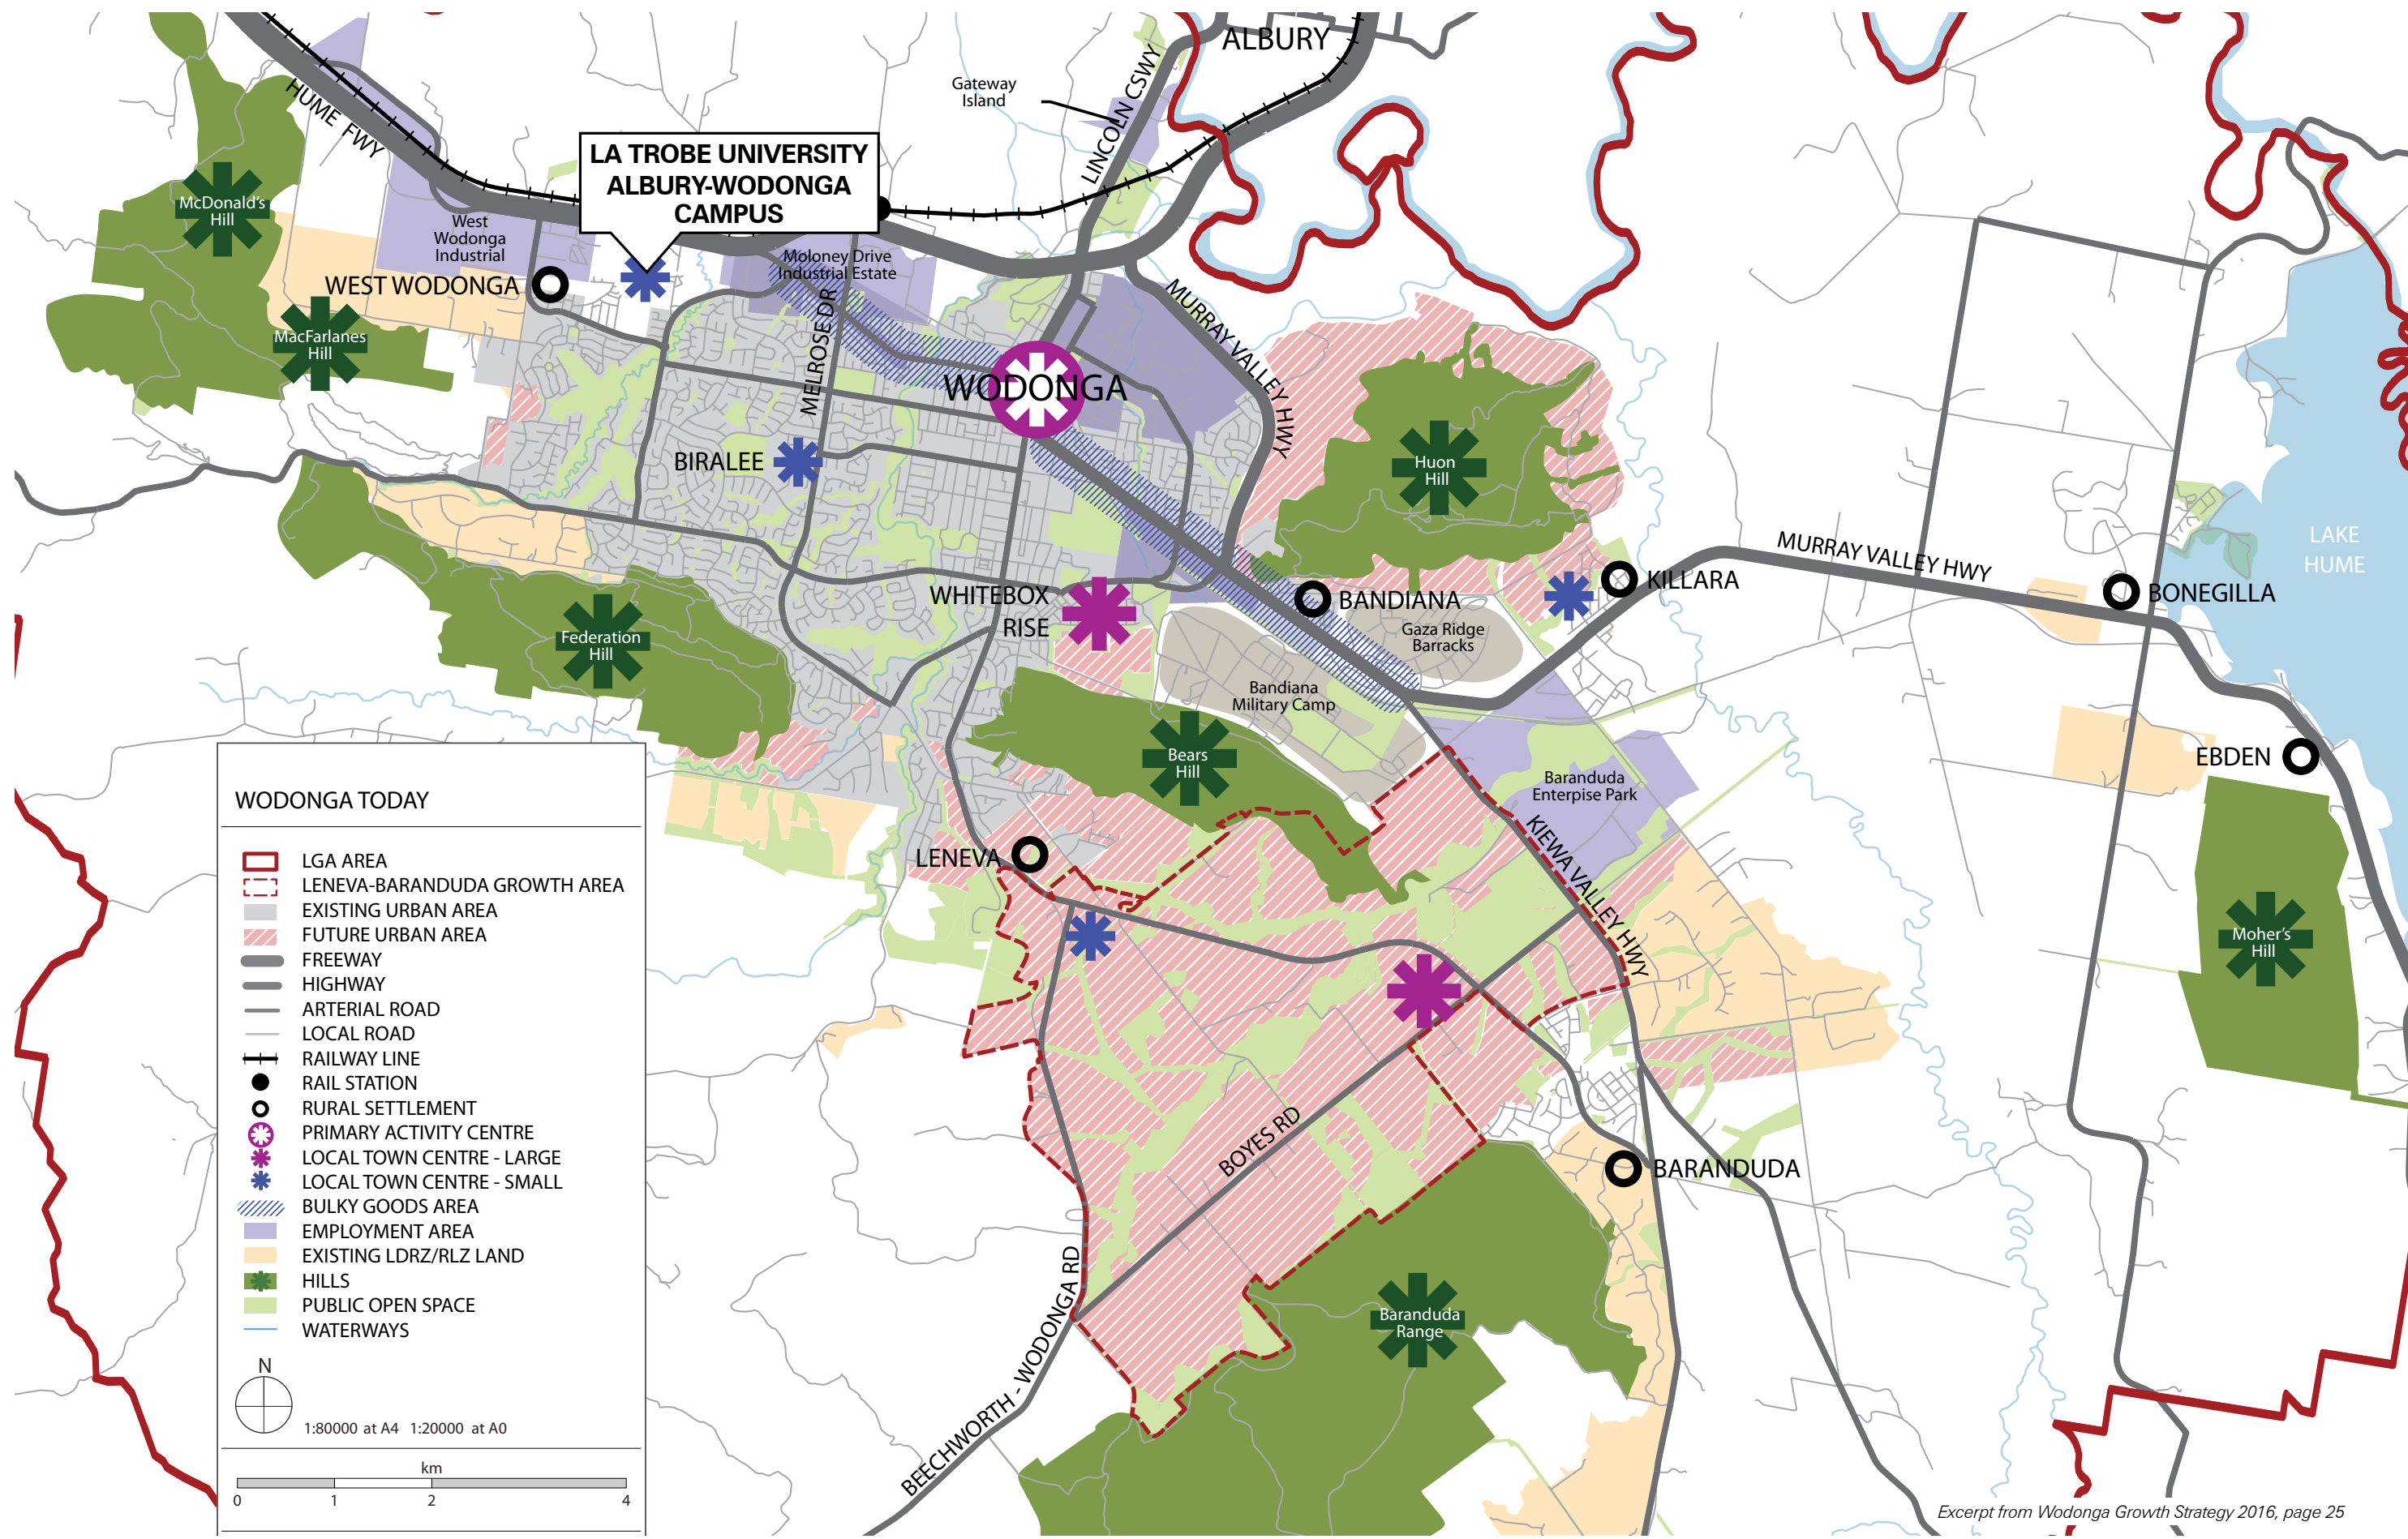 ALBURY
Gateway
Island
LINCOLN CSWY
HUME FWY
LA TROBE UNIVERSITY
ALBURY-WODONGA
CAMPUS
McDonald's
Hill
West
Wodonga
Industrial
WEST WODONGA
Moloney Drive
Industrial Estate
MacFarlanes
Hill
MELROSE DR
MURRAY VALLEY HWY
WODONGA
BIRALEE
Huon
Hill
LAKE
HUME
MURRAY VALLEY HWY
WHITEBOX
RISE
BANDIANA
KILLARA
BONEGILLA
Gaza Ridge
Barracks
Federation
Hill
Bandiana
Military Camp
Bears
Hill
EBDEN
Baranduda
Enterpise Park
KIEWA VALLEY HWY
LENEVA
Moher's
Hill
BOYES RD
BARANDUDA
BEECHWORTH - WODONGA RD
Baranduda
Range
WODONGA TODAY
LGA AREA
LENEVA-BARANDUDA GROWTH AREA
EXISTING URBAN AREA
FUTURE URBAN AREA
FREEWAY
HIGHWAY
ARTERIAL ROAD
LOCAL ROAD
RAILWAY LINE
RAIL STATION
RURAL SETTLEMENT
PRIMARY ACTIVITY CENTRE
LOCAL TOWN CENTRE - LARGE
LOCAL TOWN CENTRE - SMALL
BULKY GOODS AREA
EMPLOYMENT AREA
EXISTING LDRZ/RLZ LAND
HILLS
PUBLIC OPEN SPACE
WATERWAYS
N
1:80000 at A4 1:20000 at A0
km
0 1 2 4
Excerpt from Wodonga Growth Strategy 2016, page 25